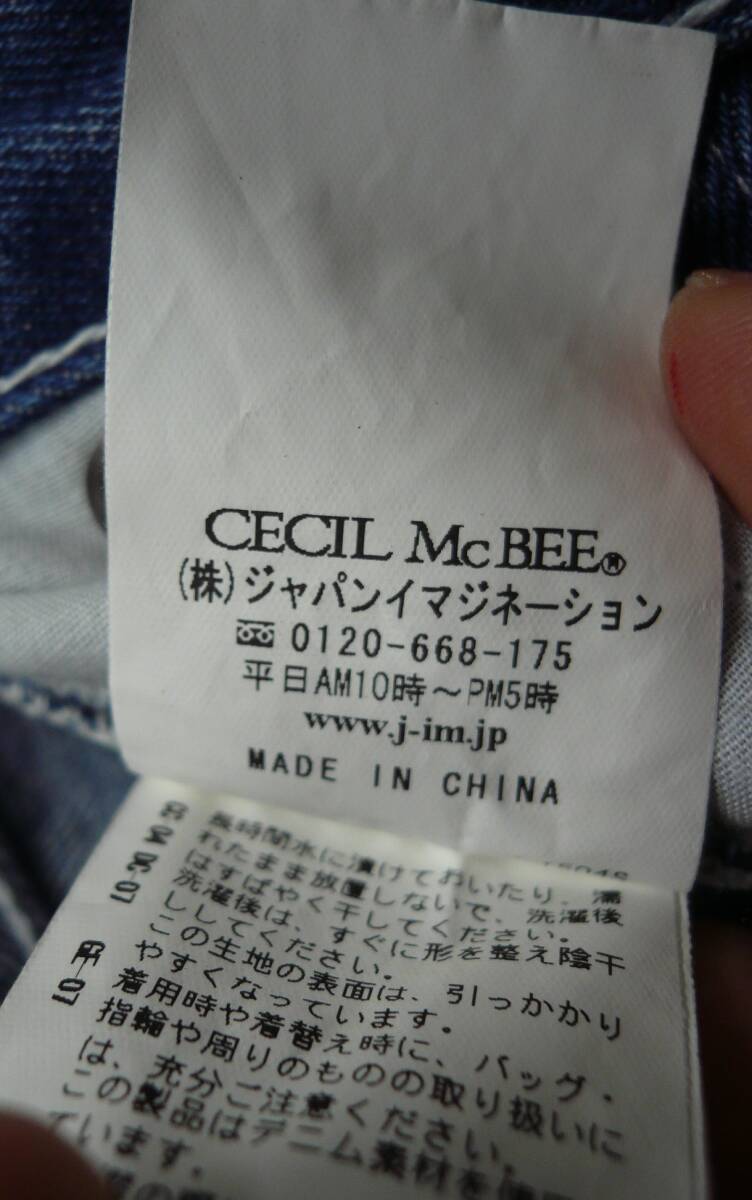 CECIL McBEE®
(株)ジャパンイマジネーション
0120-668-175
平日AM10時～PM5時
www.j-im.jp
MADE IN CHINA
長時間水に漬けておいたり、濡
れたまま放置しないで、洗濯後
はすばやく干してください。
洗濯後は、すぐに形を整え陰干
ししてください。
この生地の表面は、引っかかり
やすくなっています。
着用時や着替え時に、バッグ・
指輪や周りのものの取り扱いに
は、充分ご注意ください。
この製品はデニム素材を
ています。